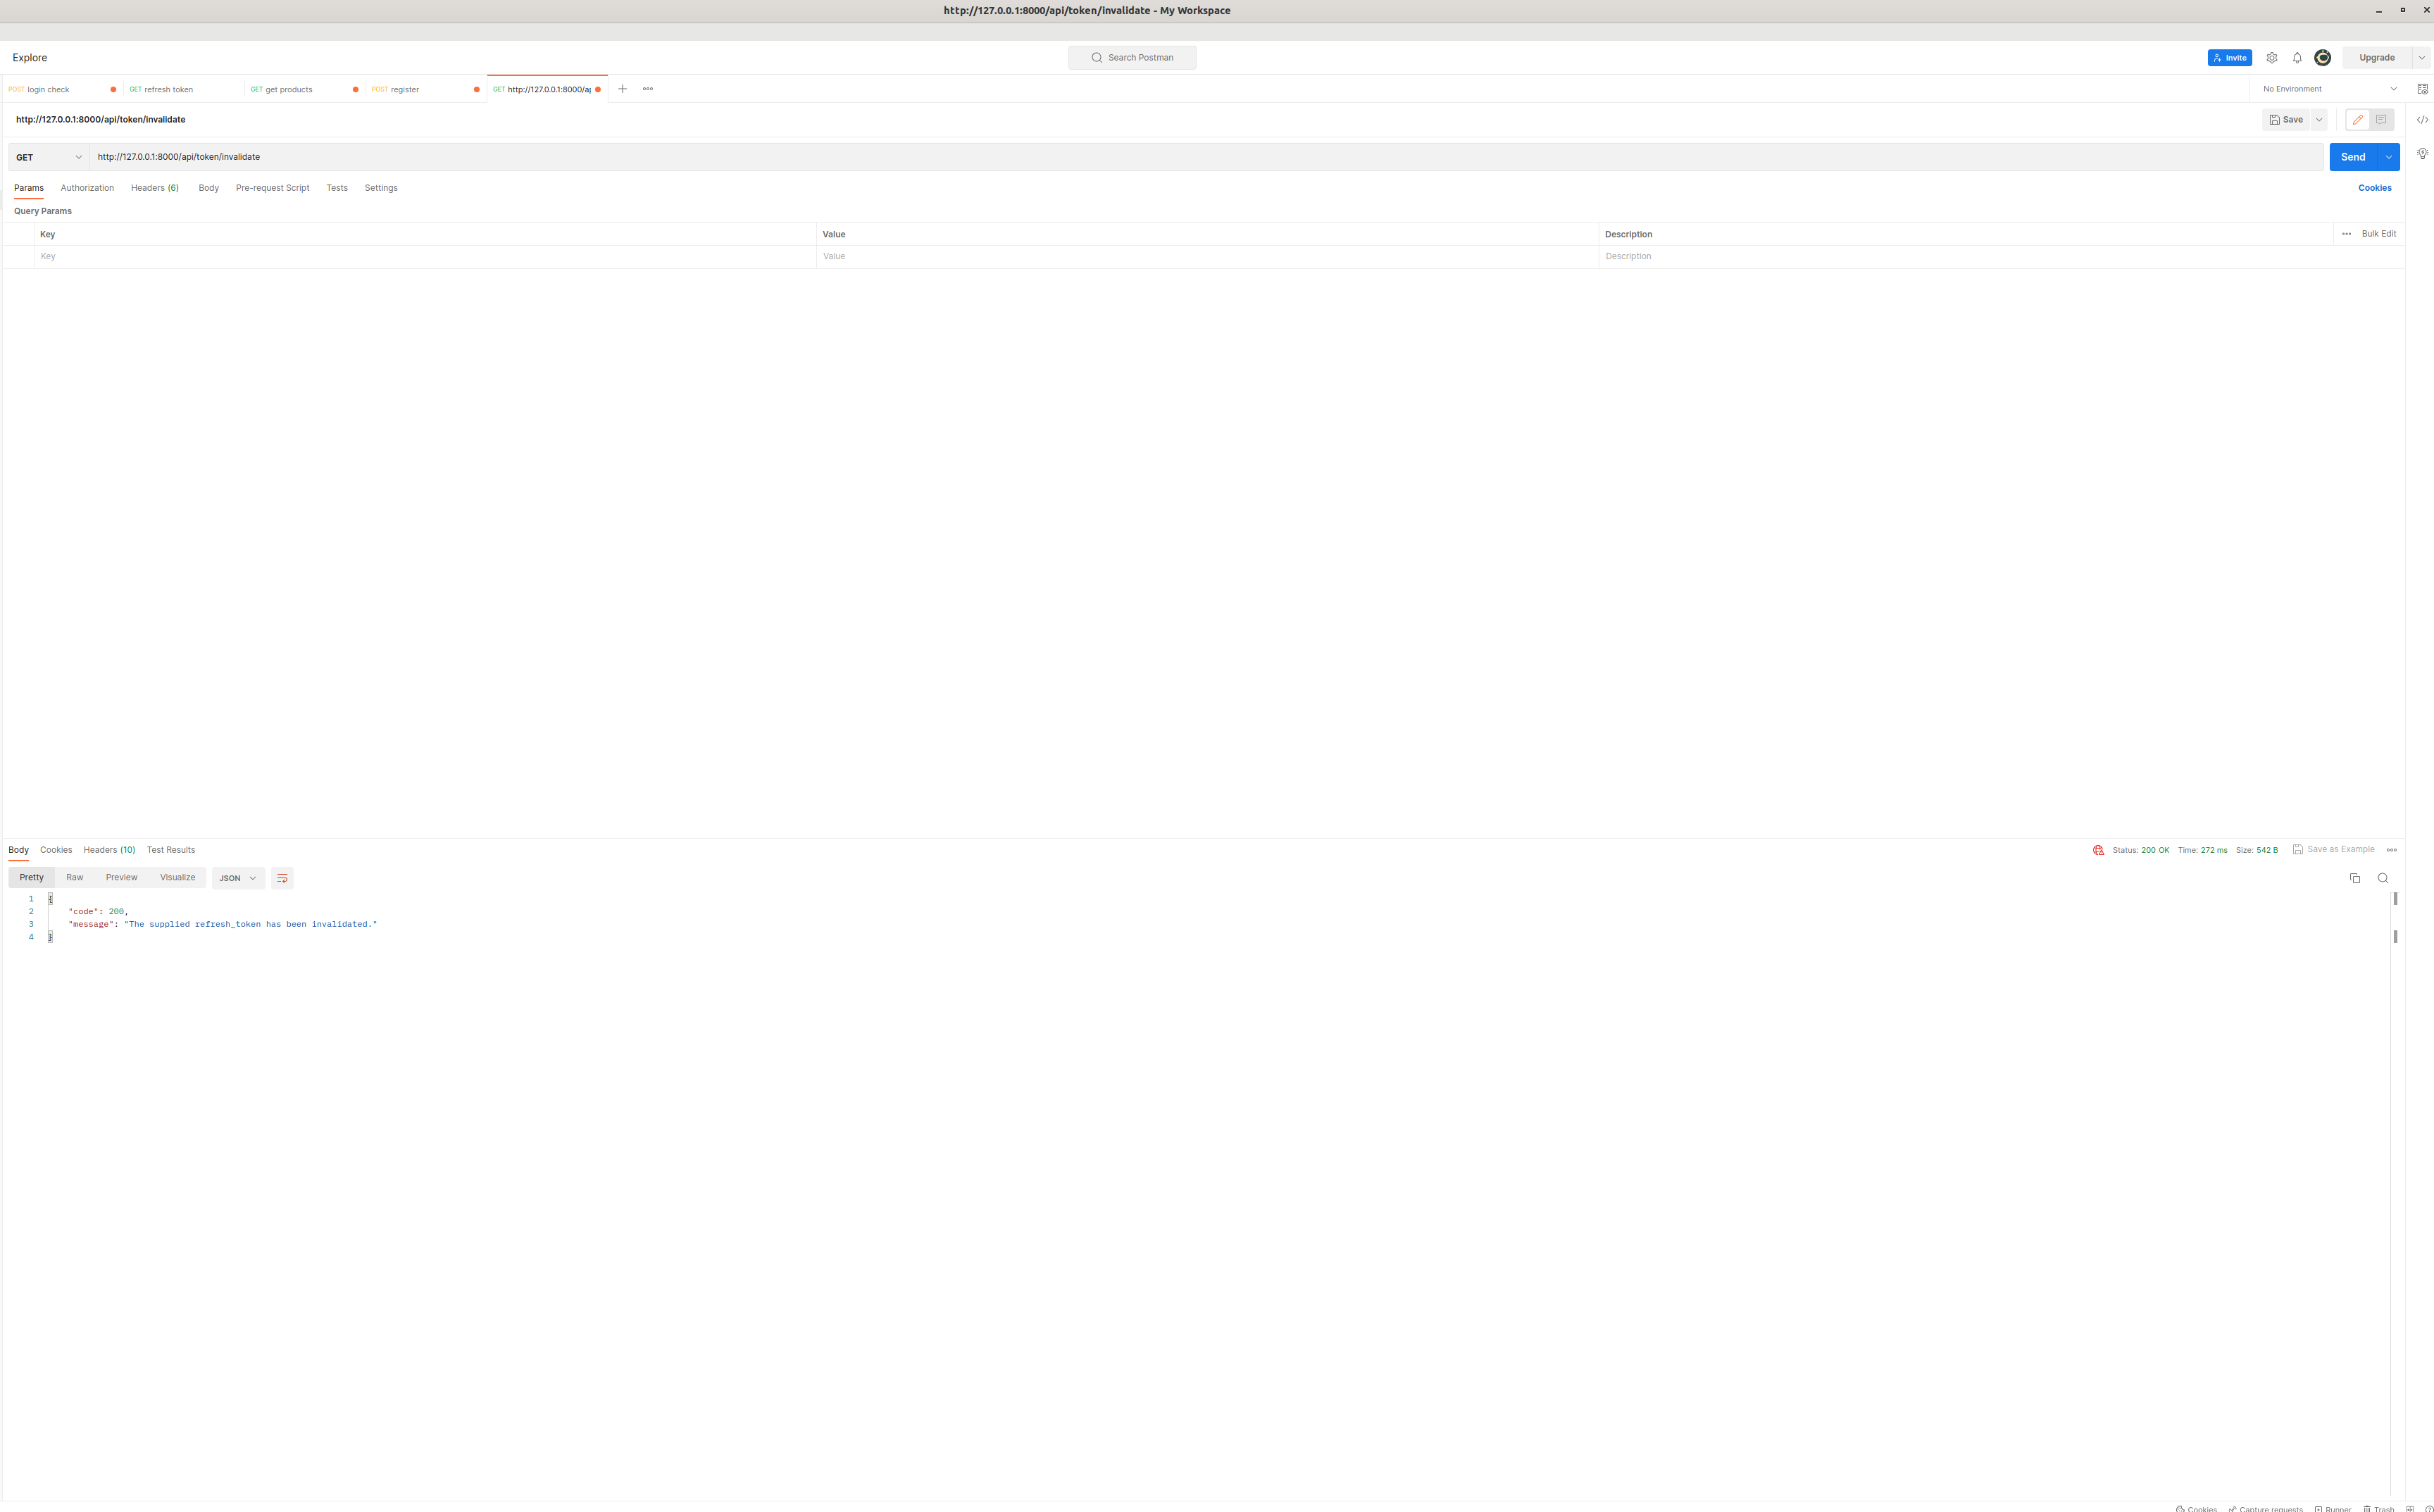 http://127.0.0.1:8000/api/token/invalidate - My Workspace
Explore
Search Postman
Invite
Upgrade
POST login check
GET refresh token
GET get products
POST register
GET http://127.0.0.1:8000/a
No Environment
http://127.0.0.1:8000/api/token/invalidate
Save
GET
http://127.0.0.1:8000/api/token/invalidate
Send
Params Authorization Headers (6) Body Pre-request Script Tests Settings
Cookies
Query Params
Key Value Description Bulk Edit
Key Value Description
Body Cookies Headers (10) Test Results
Status: 200 OK Time: 272 ms Size: 542 B Save as Example
Pretty Raw Preview Visualize JSON
1 {
2 "code": 200,
3 "message": "The supplied refresh_token has been invalidated."
4 }
Cookies Capture requests Runner Trash